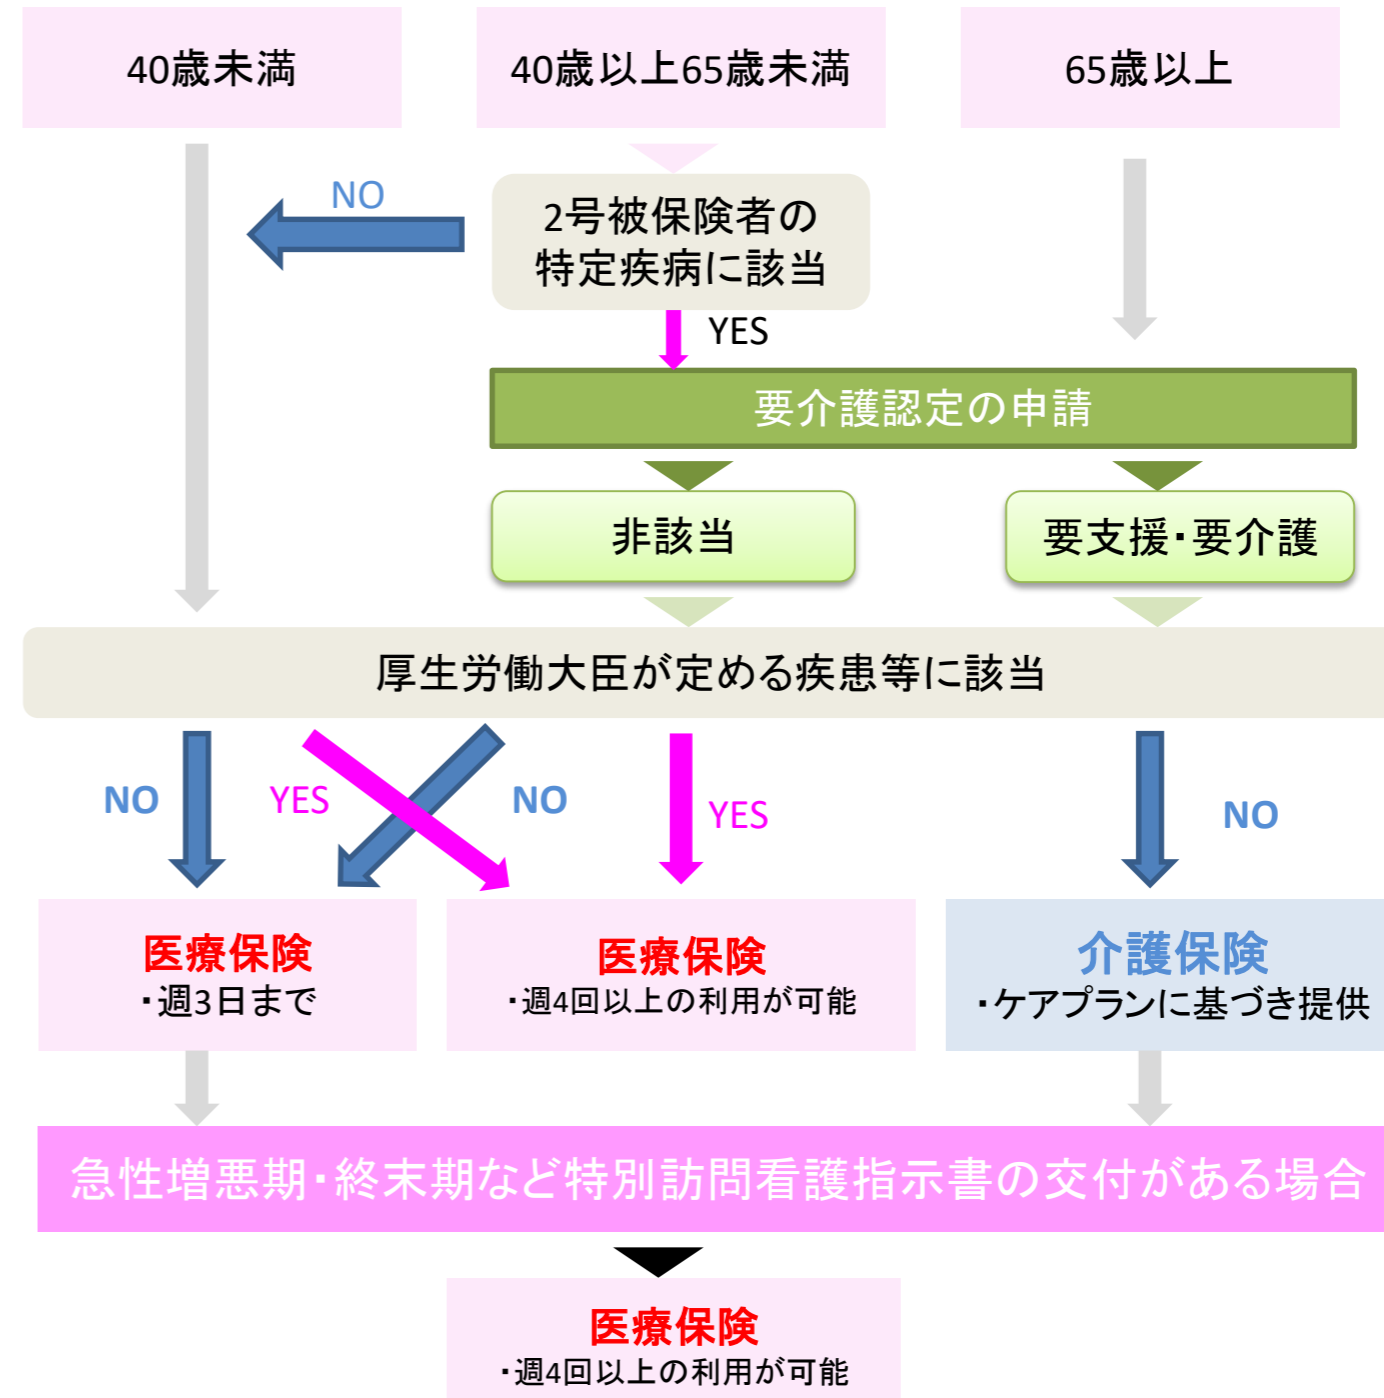 40歳未満
40歳以上65歳未満
65歳以上
NO
2号被保険者の
特定疾病に該当
YES
要介護認定の申請
非該当
要支援・要介護
厚生労働大臣が定める疾患等に該当
NO
YES
NO
YES
NO
医療保険
・週3日まで
医療保険
・週4回以上の利用が可能
介護保険
・ケアプランに基づき提供
急性増悪期・終末期など特別訪問看護指示書の交付がある場合
医療保険
・週4回以上の利用が可能